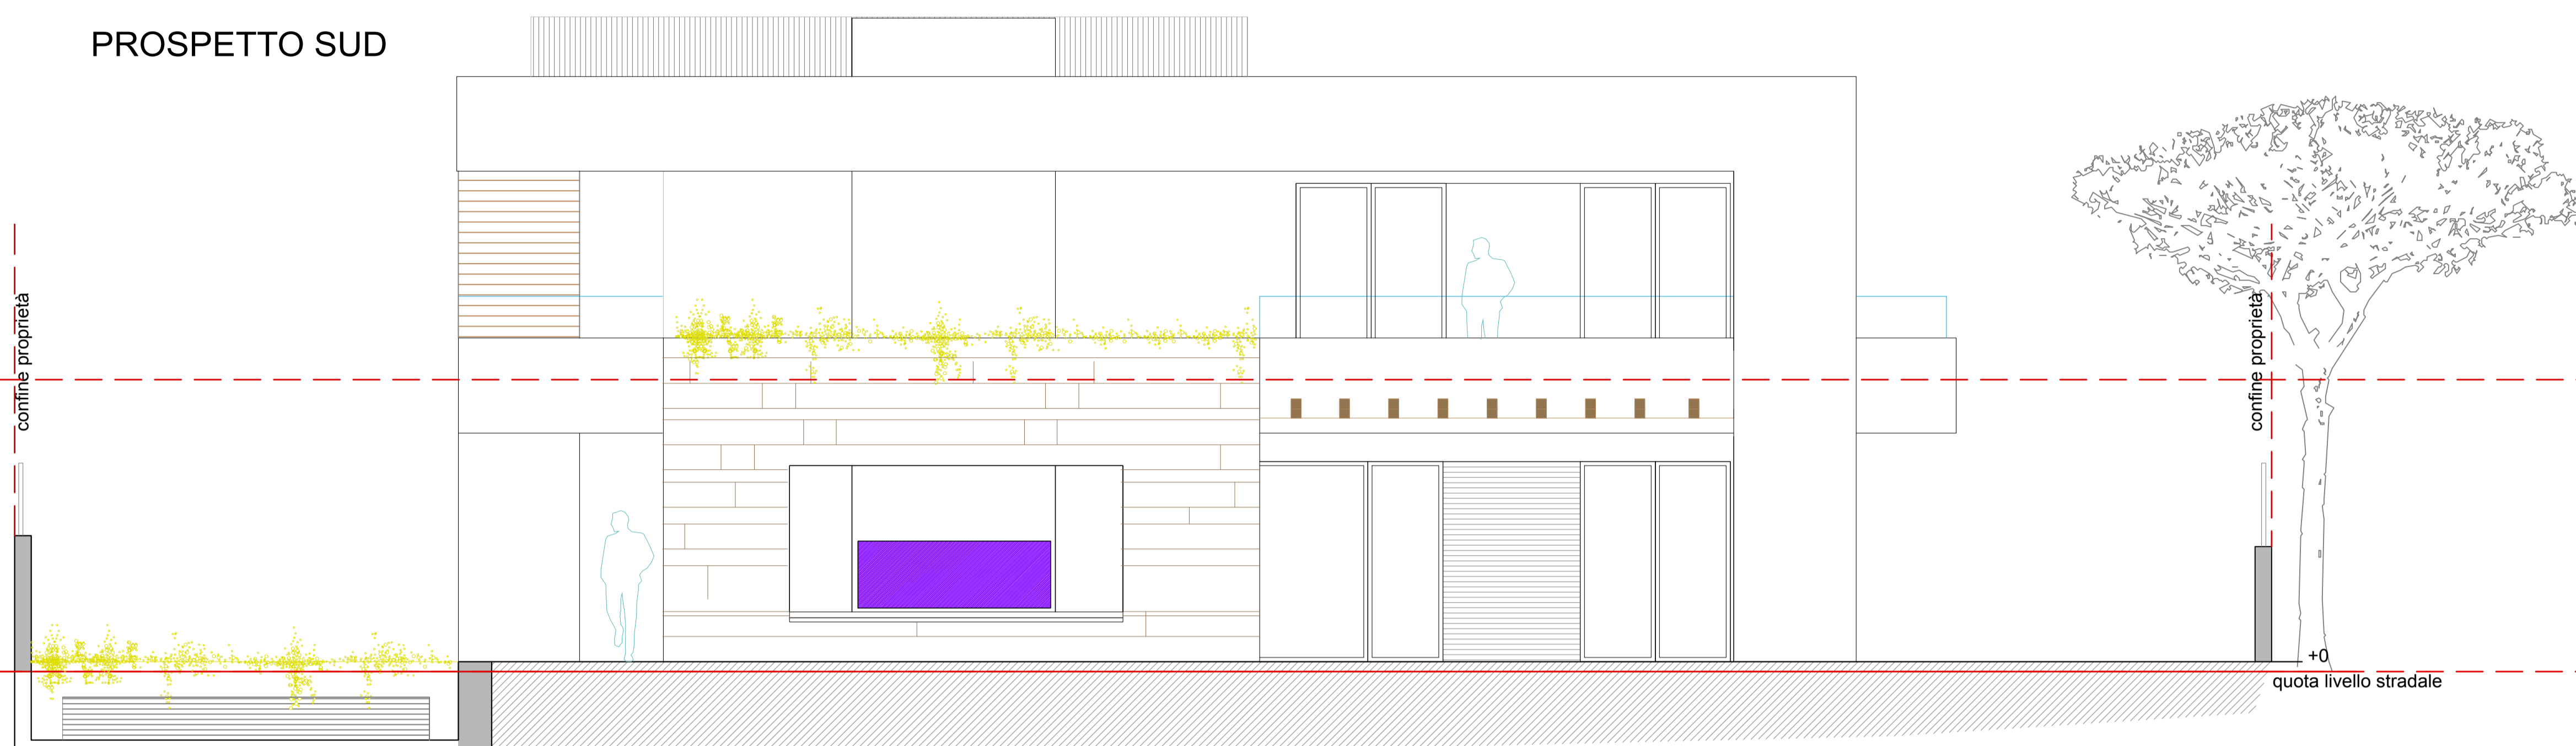 PROSPETTO SUD
confine proprietà
confine proprietà
+0
quota livello stradale